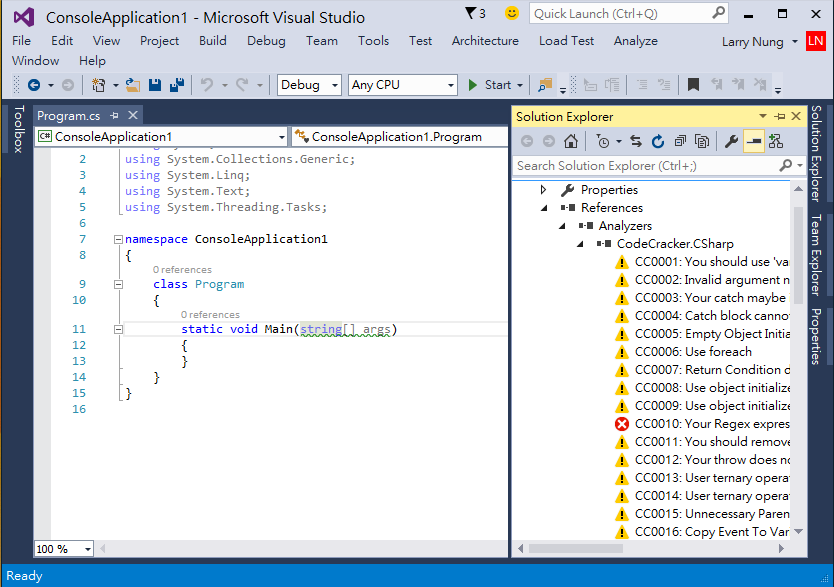 ConsoleApplication1 - Microsoft Visual Studio
3
Quick Launch (Ctrl+Q)
File Edit View Project Build Debug Team Tools Test Architecture Load Test Analyze
Larry Nung LN
Window Help
Debug Any CPU Start
Toolbox
Program.cs
C# ConsoleApplication1
ConsoleApplication1.Program
2 using System.Collections.Generic;
3 using System.Linq;
4 using System.Text;
5 using System.Threading.Tasks;
6
7 namespace ConsoleApplication1
8 {
0 references
9 class Program
10 {
0 references
11 static void Main(string[] args)
12 {
13 }
14 }
15 }
16
100 %
Solution Explorer
Search Solution Explorer (Ctrl+;)
Properties
References
Analyzers
CodeCracker.CSharp
CC0001: You should use 'va
CC0002: Invalid argument n
CC0003: Your catch maybe
CC0004: Catch block canno
CC0005: Empty Object Initia
CC0006: Use foreach
CC0007: Return Condition d
CC0008: Use object initialize
CC0009: Use object initialize
CC0010: Your Regex expres
CC0011: You should remove
CC0012: Your throw does no
CC0013: User ternary opera
CC0014: User ternary opera
CC0015: Unnecessary Paren
CC0016: Copy Event To Var
Solution Explorer
Team Explorer
Properties
Ready